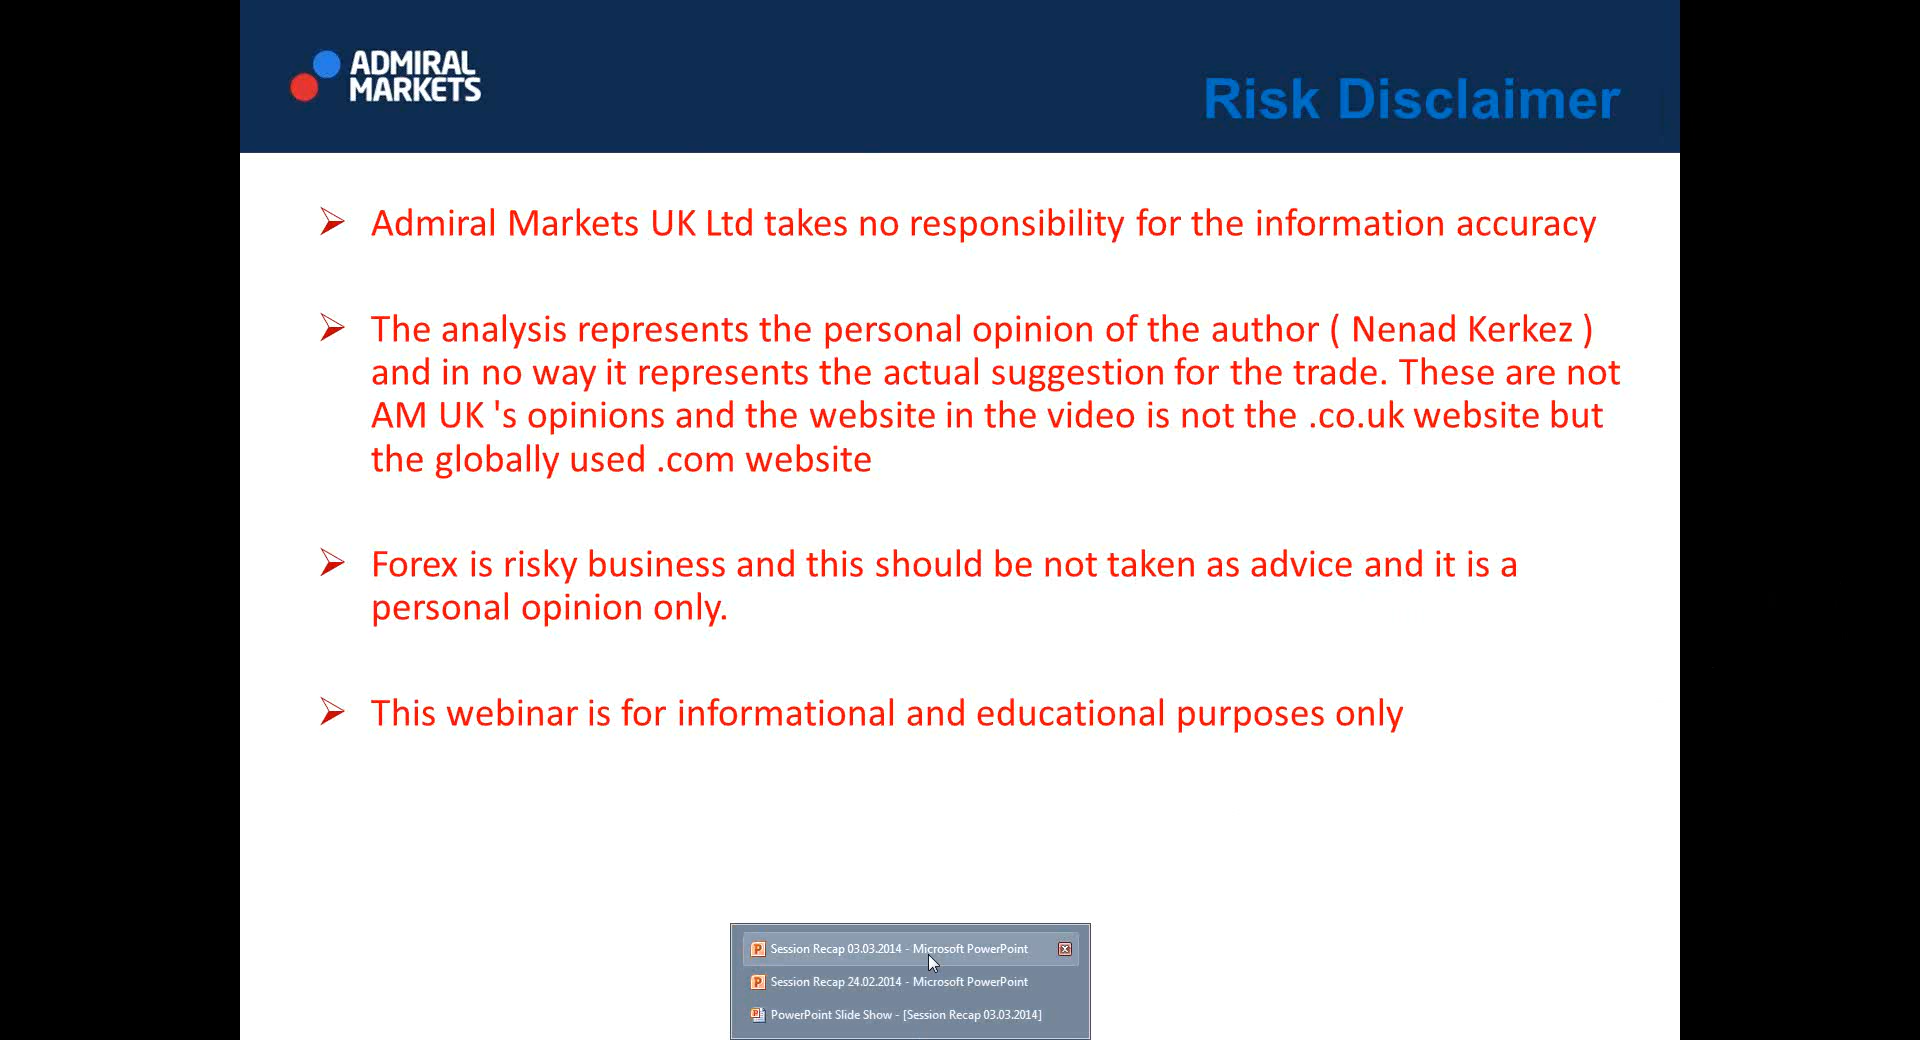 ADMIRAL
MARKETS
Risk Disclaimer
Admiral Markets UK Ltd takes no responsibility for the information accuracy
The analysis represents the personal opinion of the author ( Nenad Kerkez )
and in no way it represents the actual suggestion for the trade. These are not
AM UK 's opinions and the website in the video is not the .co.uk website but
the globally used .com website
Forex is risky business and this should be not taken as advice and it is a
personal opinion only.
This webinar is for informational and educational purposes only
Session Recap 03.03.2014 - Microsoft PowerPoint
Session Recap 24.02.2014 - Microsoft PowerPoint
PowerPoint Slide Show - [Session Recap 03.03.2014]